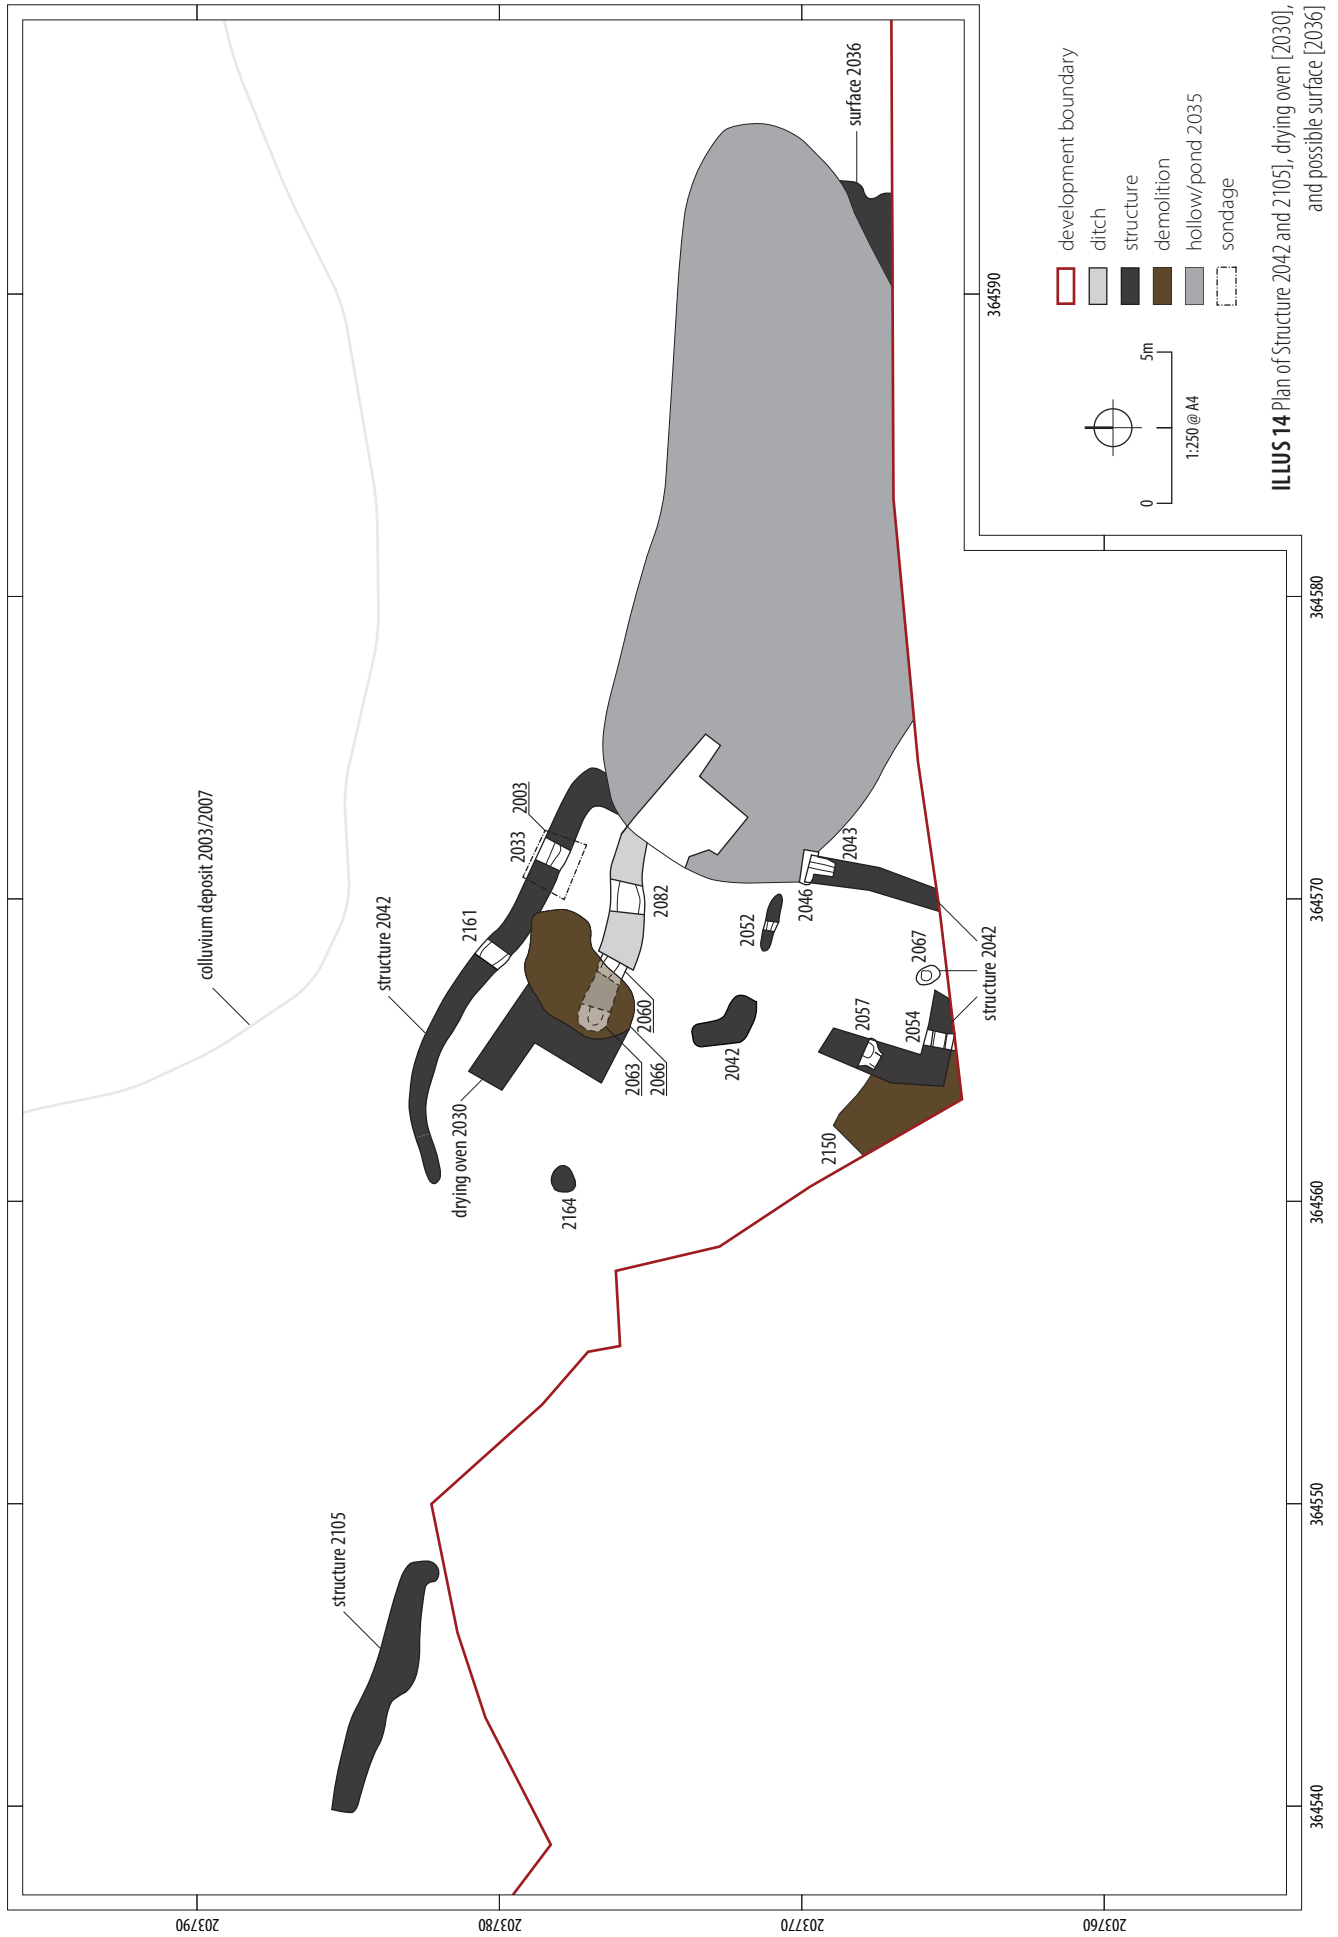 colluvium deposit 2003/2007
structure 2042
structure 2105
surface 2036
2161
2033
2003
drying oven 2030
2164
2082
2060
2063
2066
2052
2046
2043
2042
2067
2057
2054
structure 2042
2150
203790
203780
203770
203760
364540
364550
364560
364570
364580
364590
0
5m
1:250 @ A4
development boundary
ditch
structure
demolition
hollow/pond 2035
sondage
ILLUS 14 Plan of Structure 2042 and 2105], drying oven [2030],
and possible surface [2036]